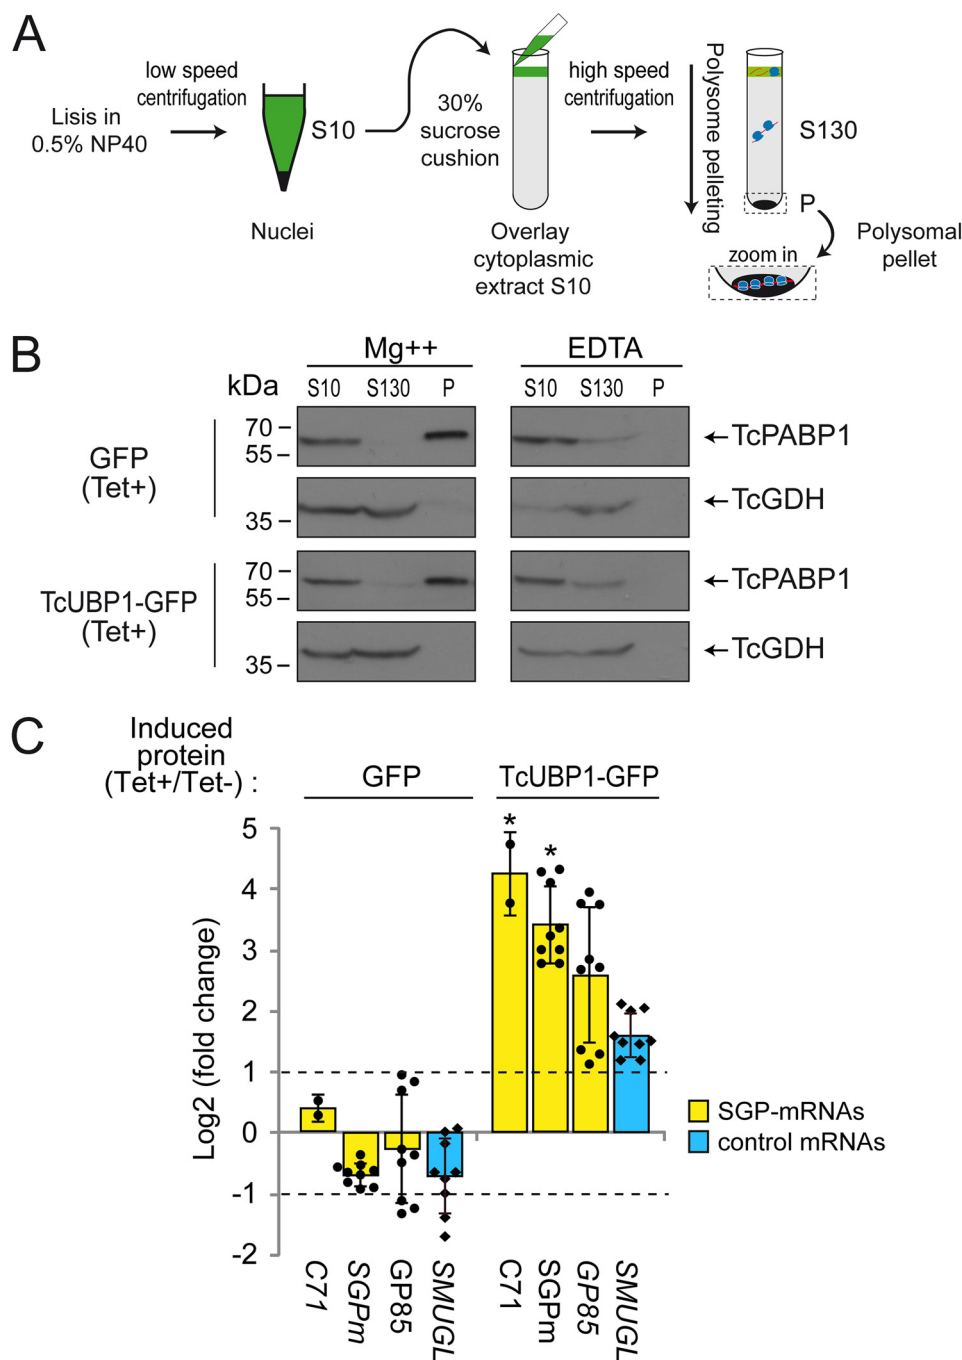 A
Lisis in
0.5% NP40
low speed
centrifugation
S10
Nuclei
30%
sucrose
cushion
Overlay
cytoplasmic
extract S10
high speed
centrifugation
Polysome pelleting
S130
P
zoom in
Polysomal
pellet
B
Mg++
EDTA
kDa
S10 S130 P
S10 S130 P
GFP
(Tet+)
70
55
TcPABP1
35
TcGDH
TcUBP1-GFP
(Tet+)
70
55
TcPABP1
35
TcGDH
C
Induced
protein
(Tet+/Tet-) :
GFP
TcUBP1-GFP
Log2 (fold change)
5
4
3
2
1
0
-1
-2
*
*
SGP-mRNAs
control mRNAs
C71
SGPm
GP85
SMUGL
C71
SGPm
GP85
SMUGL